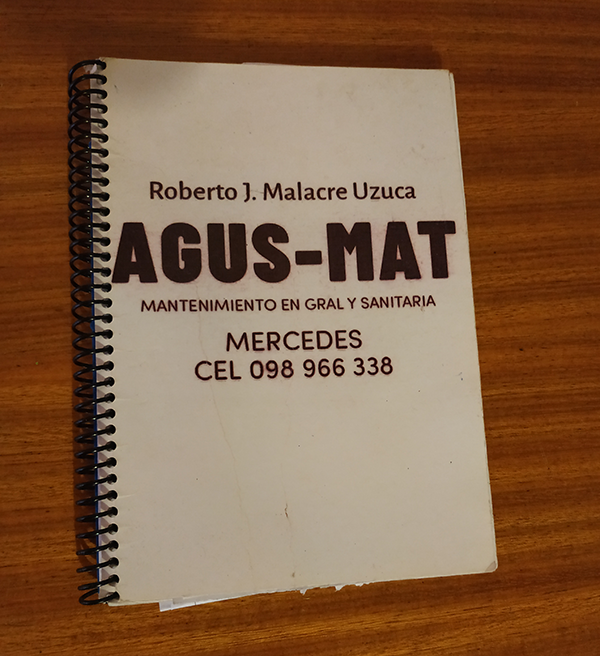 Roberto J. Malacre Uzuca
AGUS-MAT
MANTENIMIENTO EN GRAL Y SANITARIA
MERCEDES
CEL 098 966 338